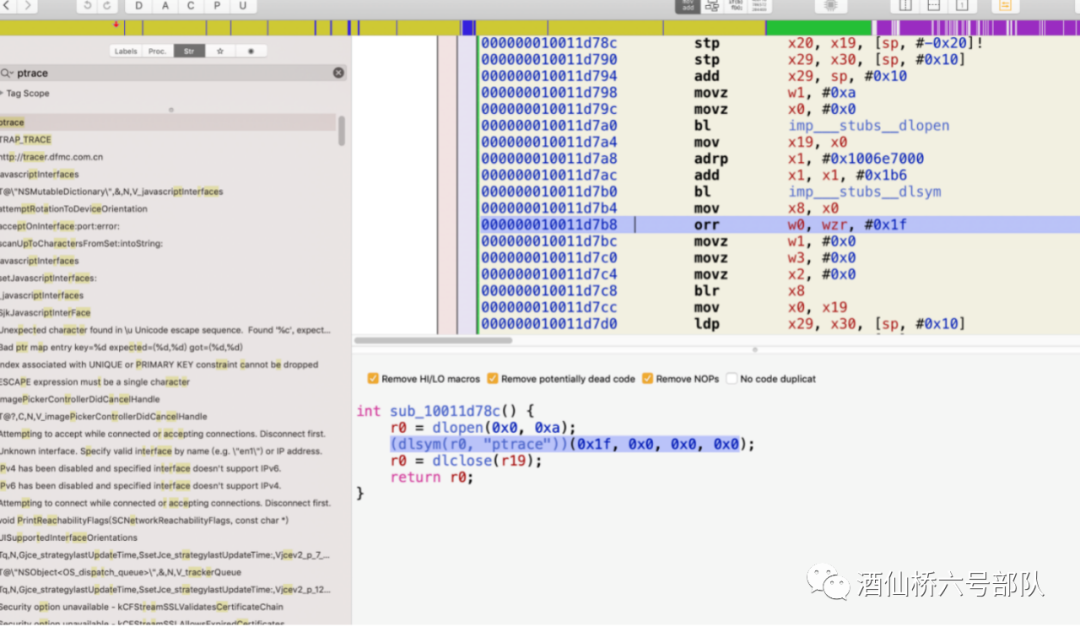 D A C P U
Labels Proc. Str
ptrace
Tag Scope
ptrace
TRAP_TRACE
http://tracer.dfmc.com.cn
avascriptInterfaces
T@\"NSMutableDictionary\",&,N,V_javascriptInterfaces
attemptRotationToDeviceOrientation
acceptOnInterface:port:error:
scanUpToCharactersFromSet:intoString:
avascriptInterfaces
setJavascriptInterfaces:
_javascriptInterfaces
SjkJavascriptInterFace
Unexpected character found in \u Unicode escape sequence. Found '%c', expect...
Bad ptr map entry key=%d expected=(%d,%d) got=(%d,%d)
ndex associated with UNIQUE or PRIMARY KEY constraint cannot be dropped
ESCAPE expression must be a single character
magePickerControllerDidCancelHandle
T@?,C,N,V_imagePickerControllerDidCancelHandle
Attempting to accept while connected or accepting connections. Disconnect first.
Unknown interface. Specify valid interface by name (e.g. \"en1\") or IP address.
Pv4 has been disabled and specified interface doesn't support IPv4.
Pv6 has been disabled and specified interface doesn't support IPv6.
Attempting to connect while connected or accepting connections. Disconnect first.
void PrintReachabilityFlags(SCNetworkReachabilityFlags, const char *)
UISupportedInterfaceOrientations
Tq,N,Gjce_strategylastUpdateTime,SsetJce_strategylastUpdateTime:,Vjcev2_p_7_...
T@\"NSObject<OS_dispatch_queue>\",&,N,V_trackerQueue
Tq,N,Gjce_strategylastUpdateTime,SsetJce_strategylastUpdateTime:,Vjcev2_p_12...
Security option unavailable - kCFStreamSSLValidatesCertificateChain
Security option unavailable - kCFStreamSSLAllowsExpiredCertificates
000000010011d78c stp x20, x19, [sp, #-0x20]!
000000010011d790 stp x29, x30, [sp, #0x10]
000000010011d794 add x29, sp, #0x10
000000010011d798 movz w1, #0xa
000000010011d79c movz x0, #0x0
000000010011d7a0 bl imp___stubs__dlopen
000000010011d7a4 mov x19, x0
000000010011d7a8 adrp x1, #0x1006e7000
000000010011d7ac add x1, x1, #0x1b6
000000010011d7b0 bl imp___stubs__dlsym
000000010011d7b4 mov x8, x0
000000010011d7b8 orr w0, wzr, #0x1f
000000010011d7bc movz w1, #0x0
000000010011d7c0 movz w3, #0x0
000000010011d7c4 movz x2, #0x0
000000010011d7c8 blr x8
000000010011d7cc mov x0, x19
000000010011d7d0 ldp x29, x30, [sp, #0x10]
Remove HI/LO macros Remove potentially dead code Remove NOPs No code duplicat
int sub_10011d78c() {
r0 = dlopen(0x0, 0xa);
(dlsym(r0, "ptrace"))(0x1f, 0x0, 0x0, 0x0);
r0 = dlclose(r19);
return r0;
}
酒仙桥六号部队